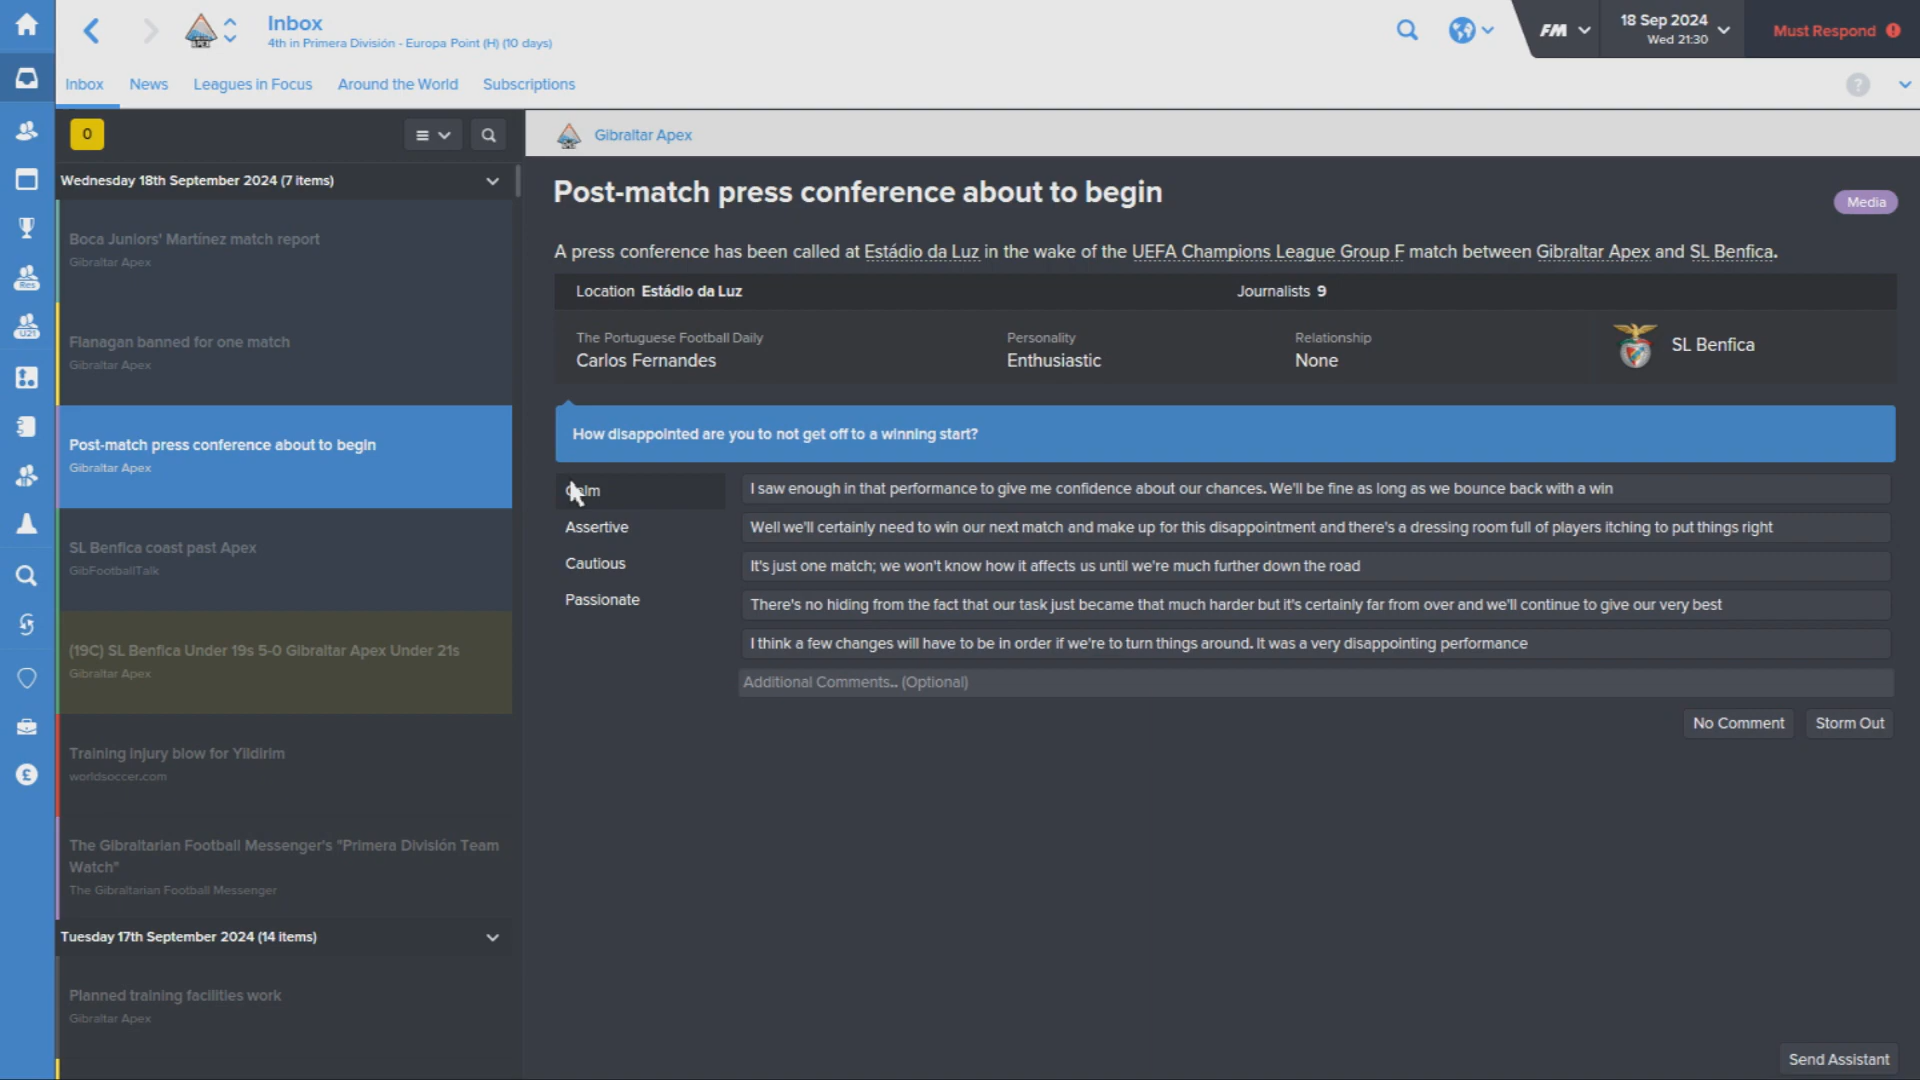 Inbox
4th in Primera División - Europa Point (H) (10 days)
FM
18 Sep 2024
Wed 21:30
Must Respond
Inbox
News
Leagues in Focus
Around the World
Subscriptions
?
0
Gibraltar Apex
Wednesday 18th September 2024 (7 items)
Boca Juniors' Martínez match report
Gibraltar Apex
Flanagan banned for one match
Gibraltar Apex
Post-match press conference about to begin
Gibraltar Apex
SL Benfica coast past Apex
GibFootballTalk
(19C) SL Benfica Under 19s 5-0 Gibraltar Apex Under 21s
Gibraltar Apex
Training injury blow for Yildirim
worldsoccer.com
The Gibraltarian Football Messenger's "Primera División Team
Watch"
The Gibraltarian Football Messenger
Tuesday 17th September 2024 (14 items)
Planned training facilities work
Gibraltar Apex
Res
U21
Post-match press conference about to begin
Media
A press conference has been called at Estádio da Luz in the wake of the UEFA Champions League Group F match between Gibraltar Apex and SL Benfica.
Location Estádio da Luz
Journalists 9
The Portuguese Football Daily
Carlos Fernandes
Personality
Enthusiastic
Relationship
None
SL Benfica
How disappointed are you to not get off to a winning start?
Calm
Assertive
Cautious
Passionate
I saw enough in that performance to give me confidence about our chances. We'll be fine as long as we bounce back with a win
Well we'll certainly need to win our next match and make up for this disappointment and there's a dressing room full of players itching to put things right
It's just one match; we won't know how it affects us until we're much further down the road
There's no hiding from the fact that our task just became that much harder but it's certainly far from over and we'll continue to give our very best
I think a few changes will have to be in order if we're to turn things around. It was a very disappointing performance
Additional Comments.. (Optional)
No Comment
Storm Out
Send Assistant